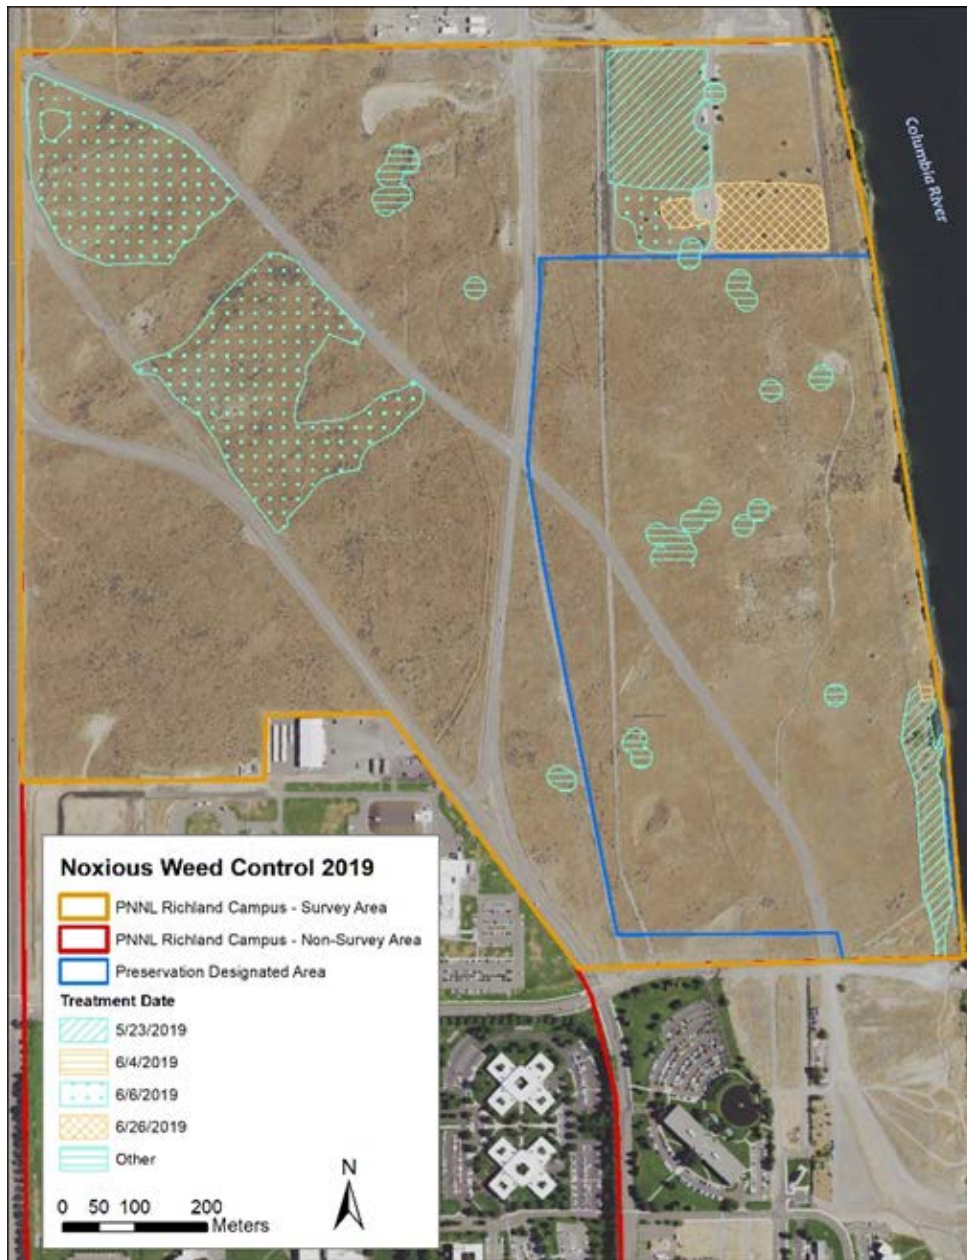 Columbia River
Noxious Weed Control 2019
PNNL Richland Campus - Survey Area
PNNL Richland Campus - Non-Survey Area
Preservation Designated Area
Treatment Date
5/23/2019
6/4/2019
6/6/2019
6/26/2019
Other
N
0 50 100 200
Meters